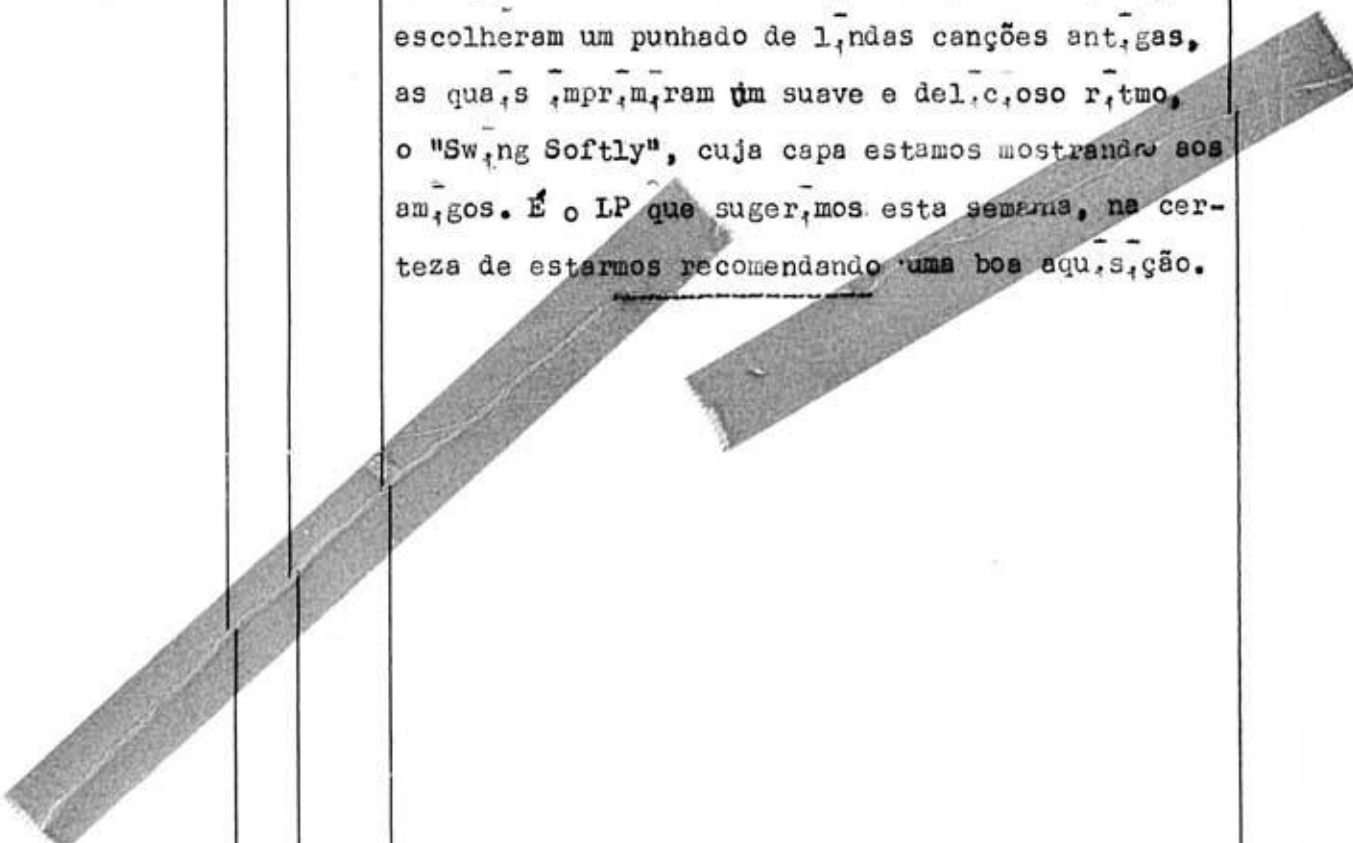 escolheram um punhado de lindas canções antigas,
as quais imprimiram um suave e delicioso ritmo,
o "Swing Softly", cuja capa estamos mostrando aos
amigos. É o LP que sugerimos esta semana, na cer-
teza de estarmos recomendando uma boa aquisição.